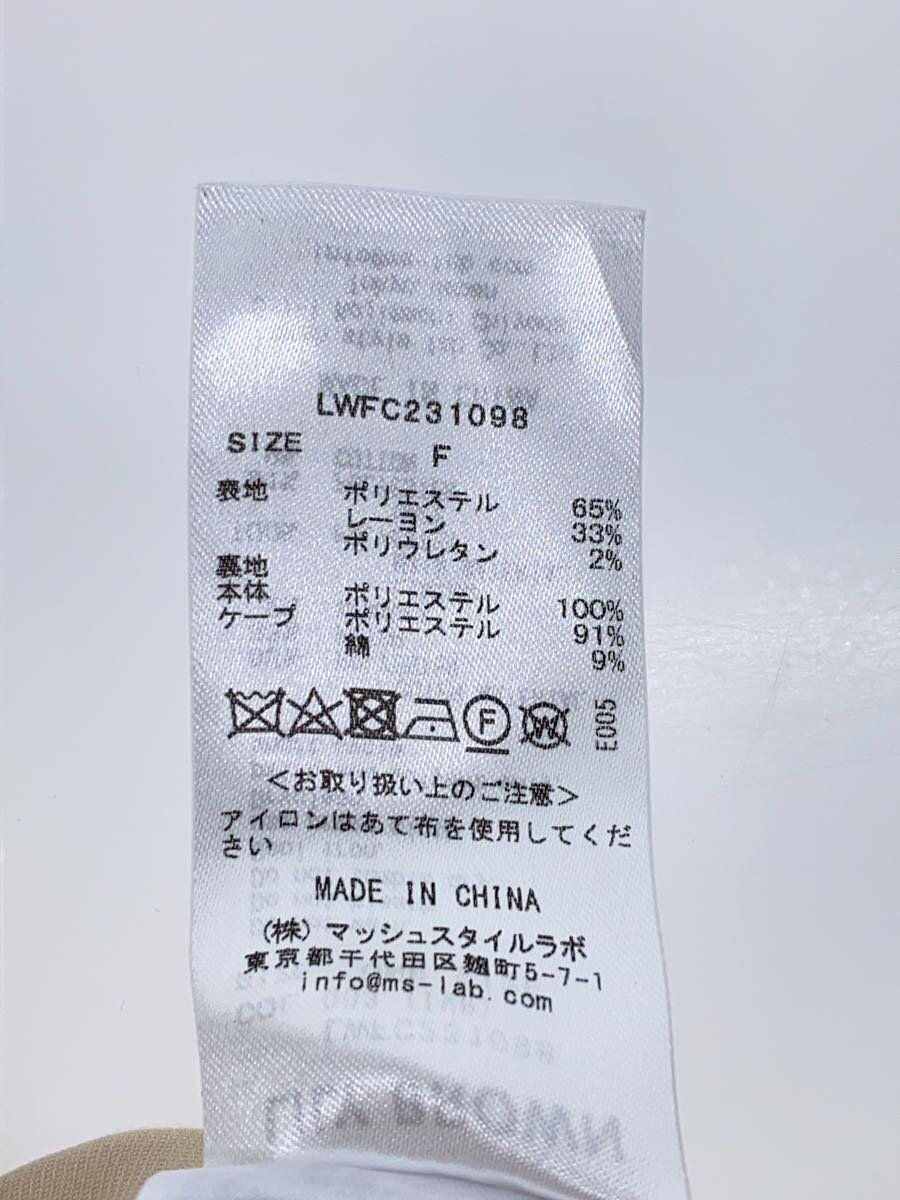 LWFC231098
SIZE F
表地 ポリエステル 65%
レーヨン 33%
ポリウレタン 2%
裏地
本体 ポリエステル 100%
ケープ ポリエステル 91%
綿 9%
F W E005
<お取り扱い上のご注意>
アイロンはあて布を使用してくだ
さい
MADE IN CHINA
(株)マッシュスタイルラボ
東京都千代田区麹町5-7-1
info@ms-lab.com